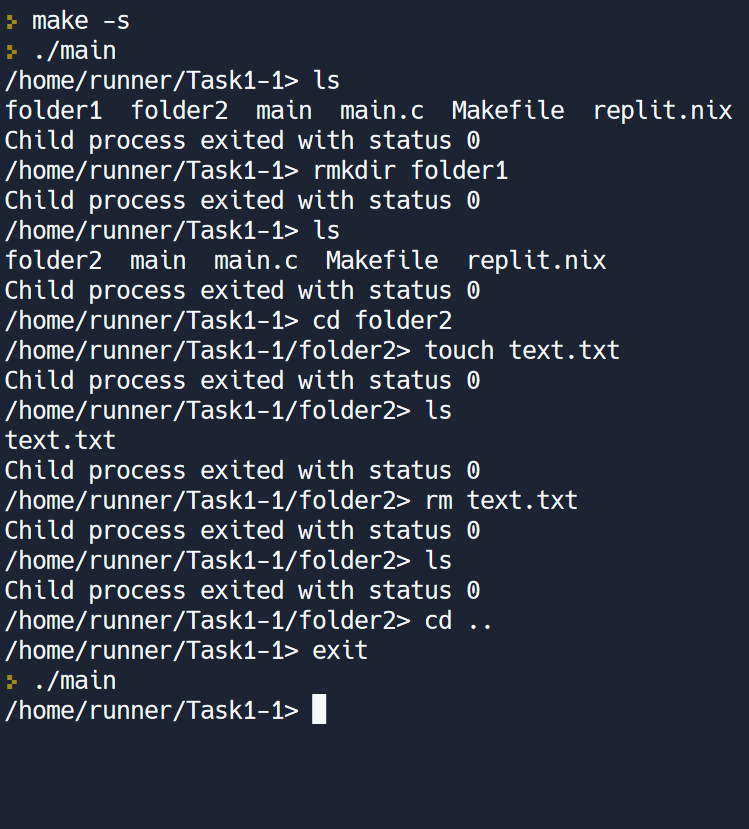 make -s
./main
/home/runner/Task1-1> ls
folder1  folder2  main  main.c  Makefile  replit.nix
Child process exited with status 0
/home/runner/Task1-1> rmkdir folder1
Child process exited with status 0
/home/runner/Task1-1> ls
folder2  main  main.c  Makefile  replit.nix
Child process exited with status 0
/home/runner/Task1-1> cd folder2
/home/runner/Task1-1/folder2> touch text.txt
Child process exited with status 0
/home/runner/Task1-1/folder2> ls
text.txt
Child process exited with status 0
/home/runner/Task1-1/folder2> rm text.txt
Child process exited with status 0
/home/runner/Task1-1/folder2> ls
Child process exited with status 0
/home/runner/Task1-1/folder2> cd ..
/home/runner/Task1-1> exit
./main
/home/runner/Task1-1>